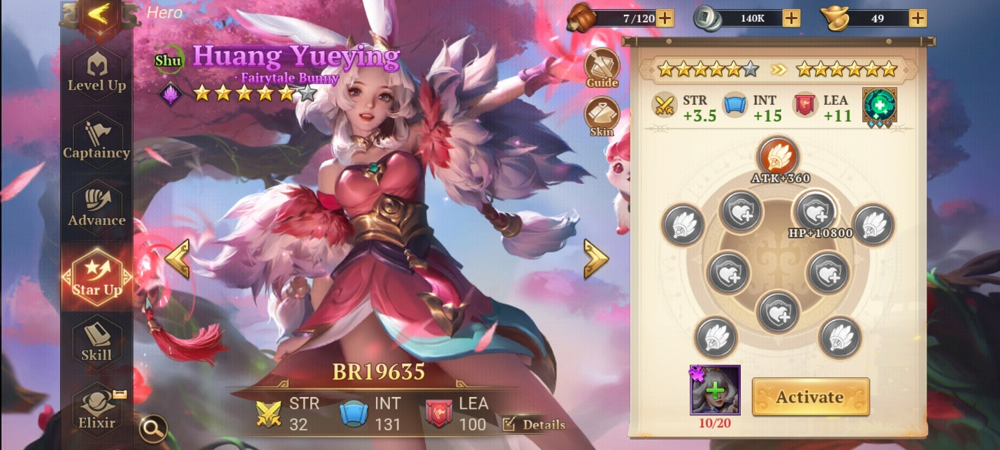 Hero
7/120
140K
49
Shu
Huang Yueying
· Fairytale Bunny
Level Up
Captaincy
Advance
Star Up
Skill
Elixir
Guide
Skin
STR
+3.5
INT
+15
LEA
+11
ATK+360
HP+10800
BR19635
STR
32
INT
131
LEA
100
Details
10/20
Activate